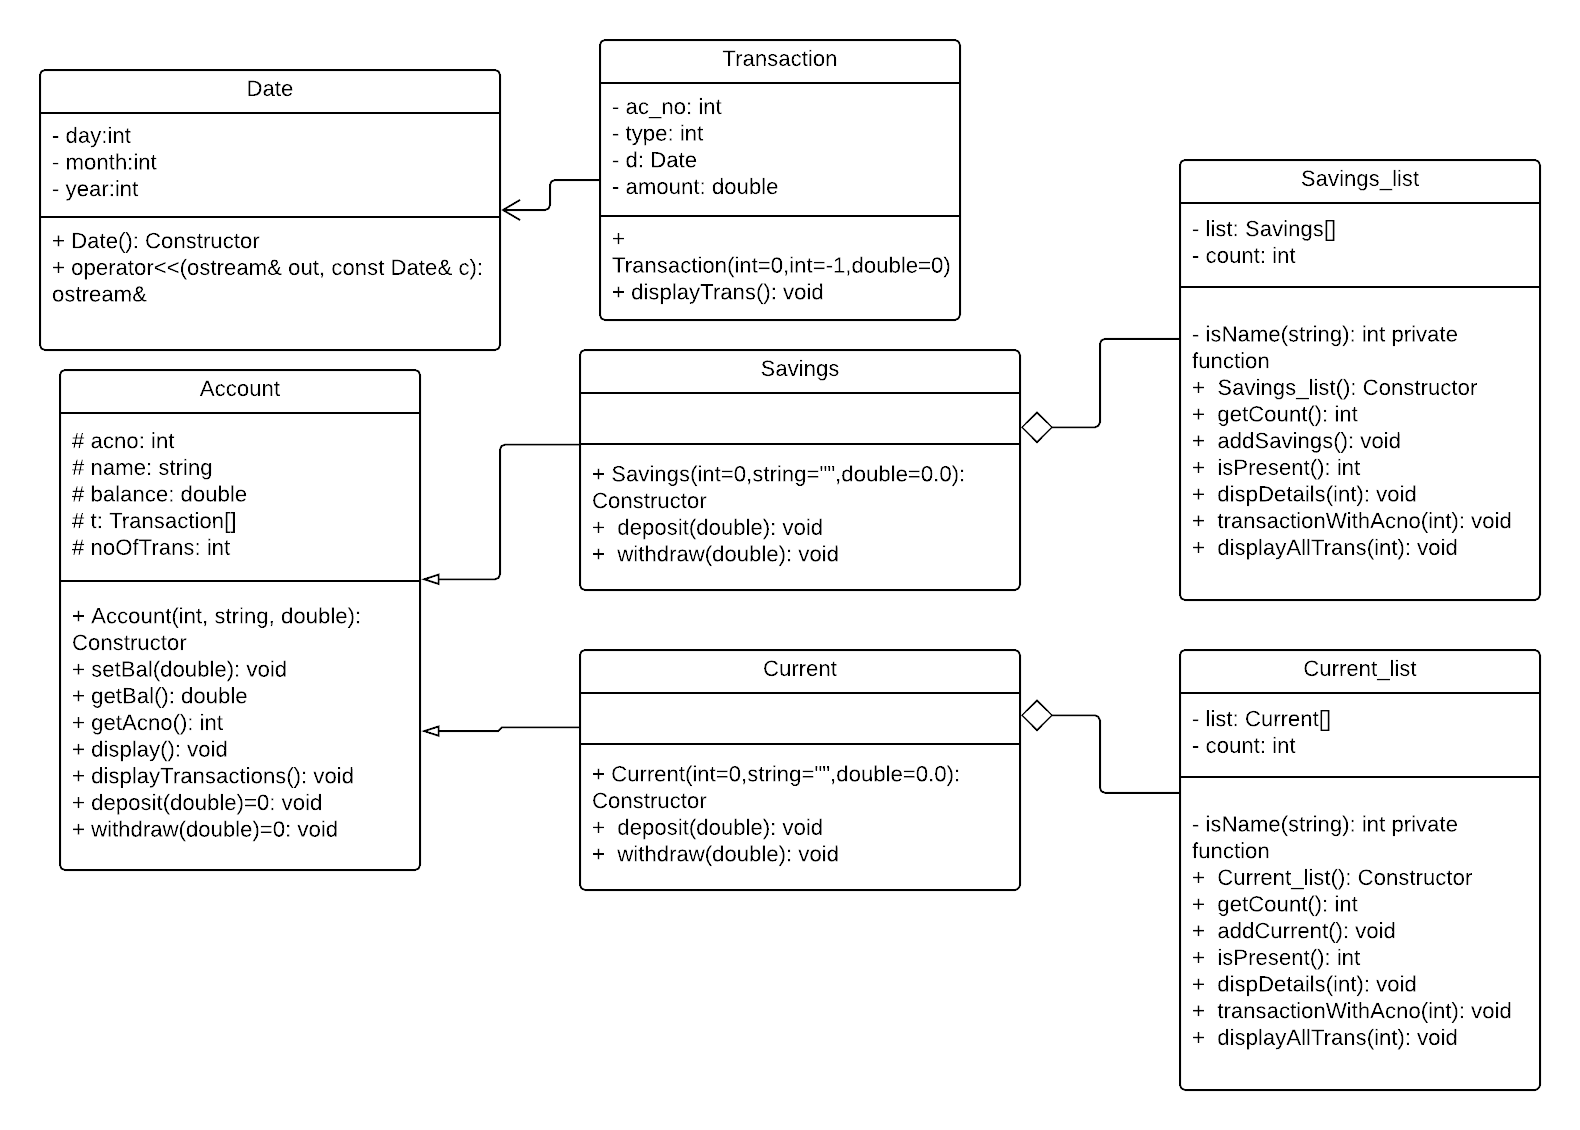 Date
- day:int
- month:int
- year:int
+ Date(): Constructor
+ operator<<(ostream& out, const Date& c):
ostream&
Transaction
- ac_no: int
- type: int
- d: Date
- amount: double
+
Transaction(int=0,int=-1,double=0)
+ displayTrans(): void
Account
# acno: int
# name: string
# balance: double
# t: Transaction[]
# noOfTrans: int
+ Account(int, string, double):
Constructor
+ setBal(double): void
+ getBal(): double
+ getAcno(): int
+ display(): void
+ displayTransactions(): void
+ deposit(double)=0: void
+ withdraw(double)=0: void
Savings
+ Savings(int=0,string="",double=0.0):
Constructor
+  deposit(double): void
+  withdraw(double): void
Current
+ Current(int=0,string="",double=0.0):
Constructor
+  deposit(double): void
+  withdraw(double): void
Savings_list
- list: Savings[]
- count: int
- isName(string): int private
function
+  Savings_list(): Constructor
+  getCount(): int
+  addSavings(): void
+  isPresent(): int
+  dispDetails(int): void
+  transactionWithAcno(int): void
+  displayAllTrans(int): void
Current_list
- list: Current[]
- count: int
- isName(string): int private
function
+  Current_list(): Constructor
+  getCount(): int
+  addCurrent(): void
+  isPresent(): int
+  dispDetails(int): void
+  transactionWithAcno(int): void
+  displayAllTrans(int): void